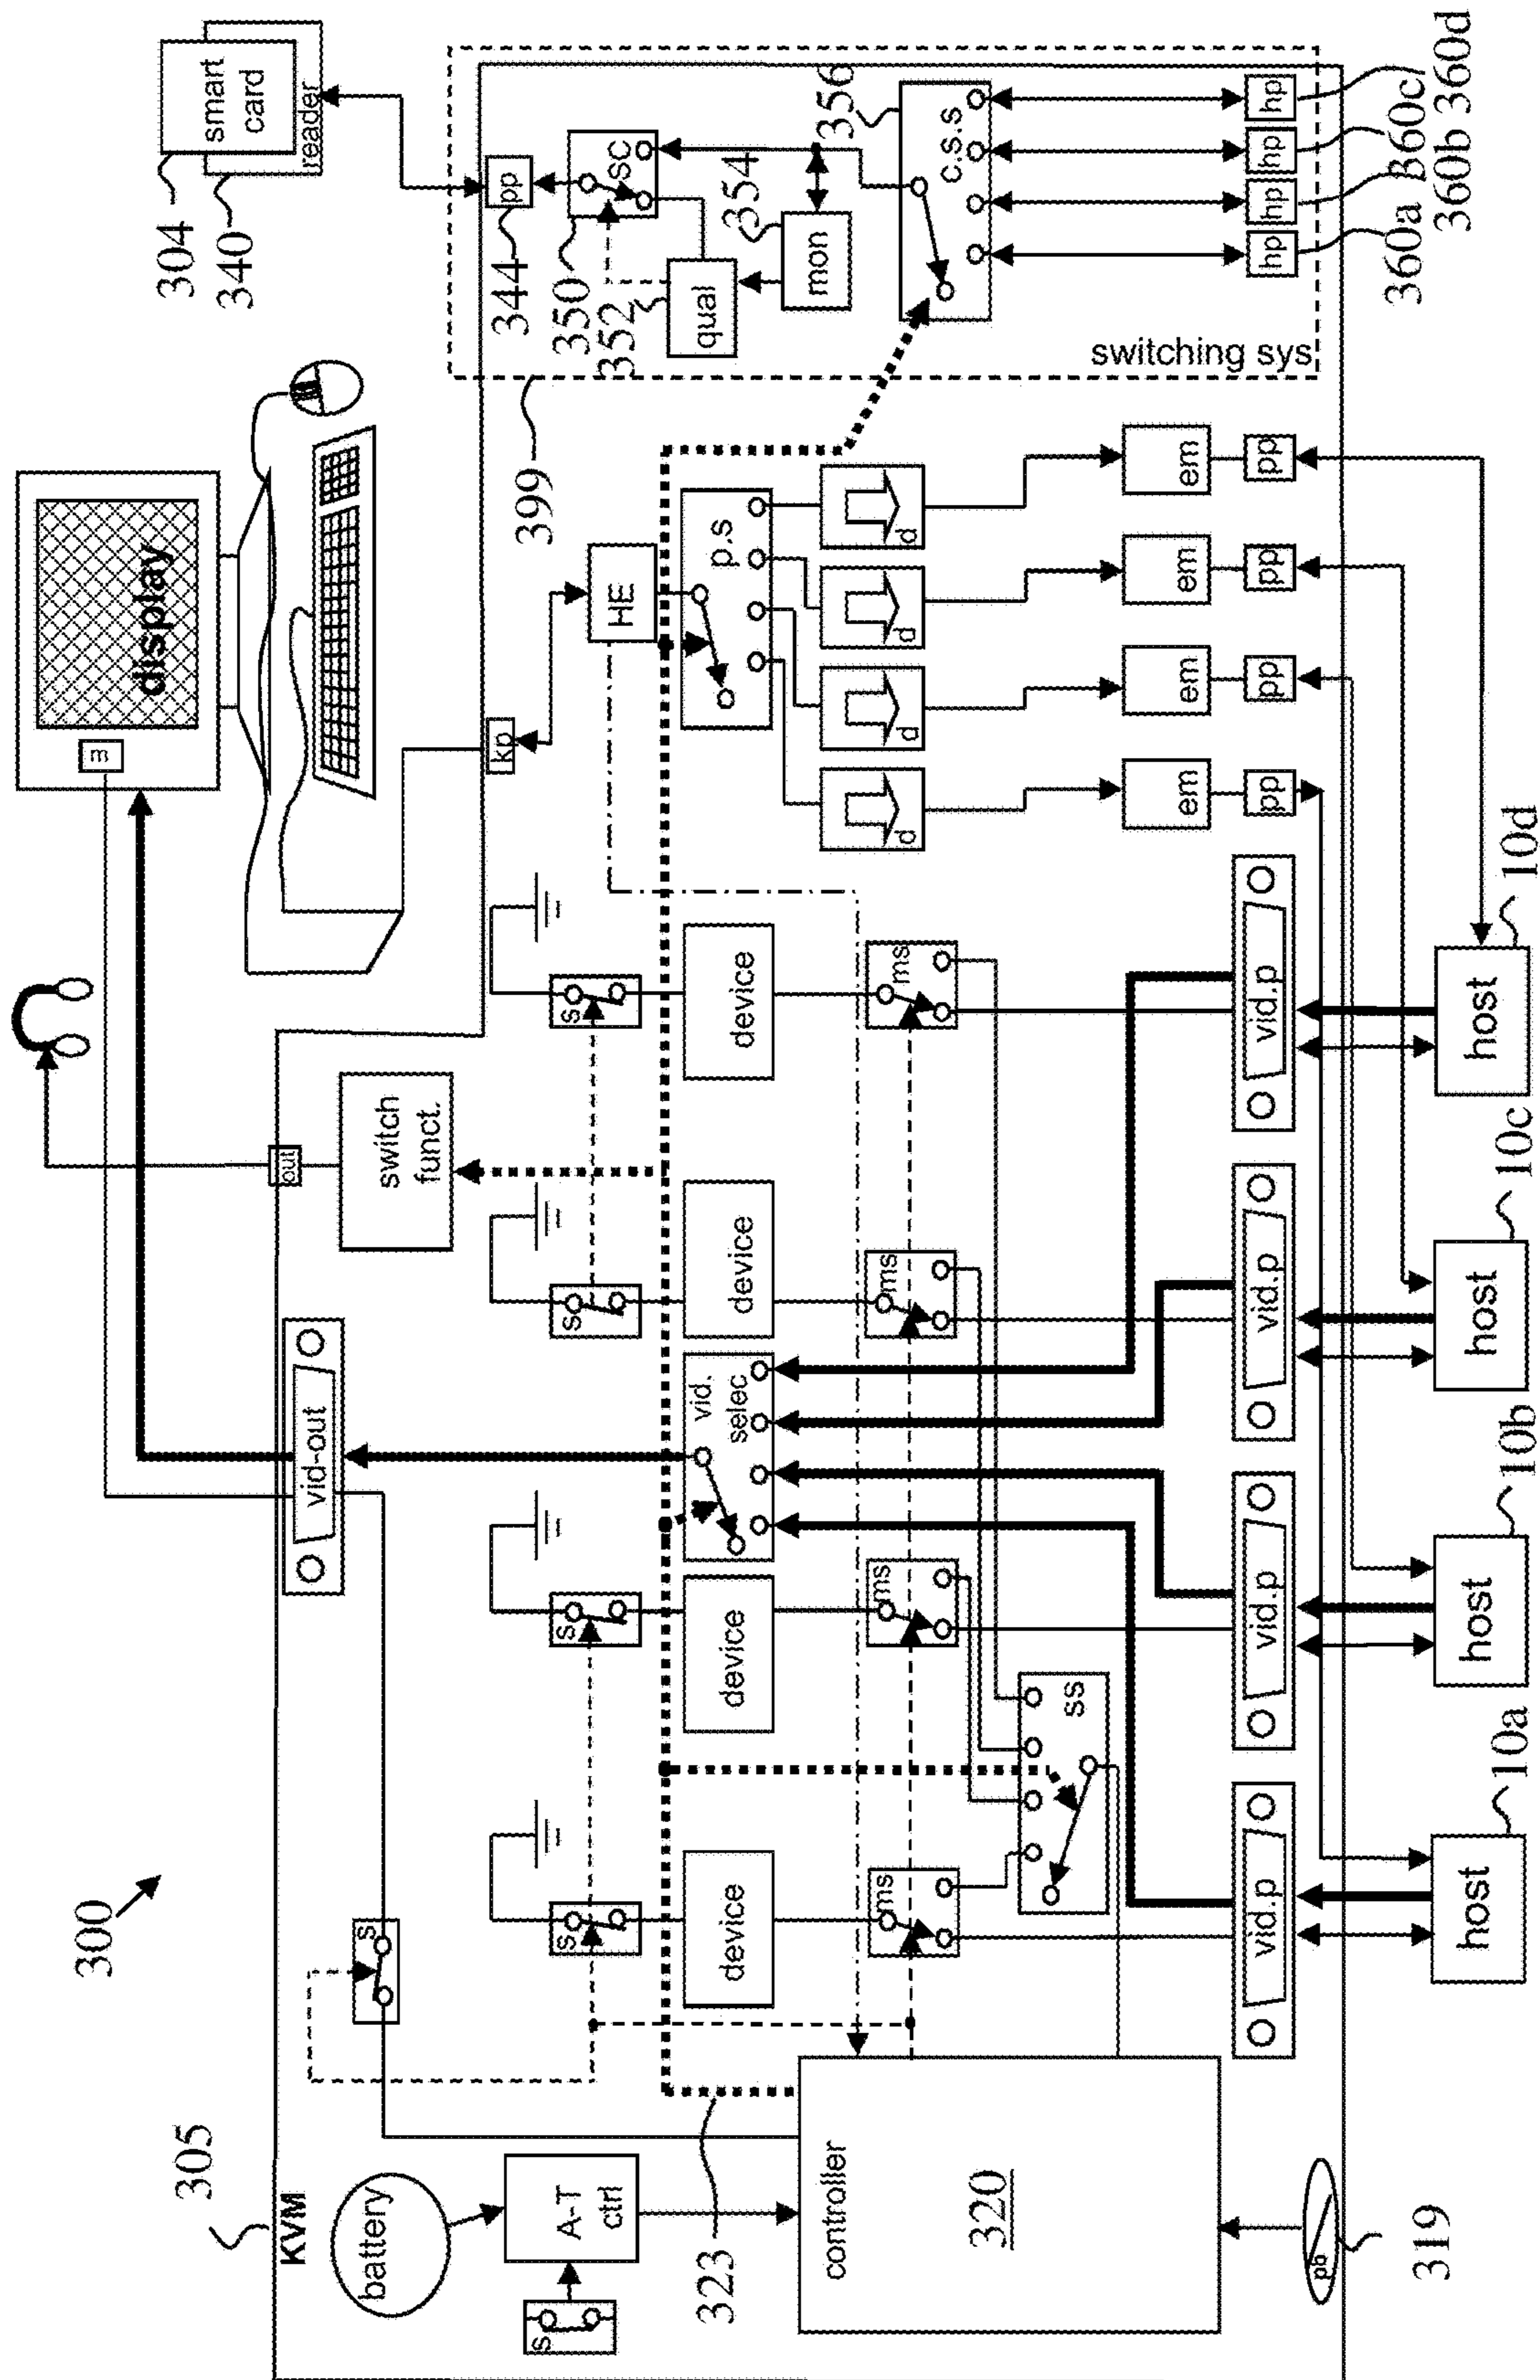 300
305
KVM
battery
A-T
ctrl
s
323
controller
320
pb
319
s
vid-out
out
switch
funct.
m
display
kp
HE
p.s
d
d
d
d
em
em
em
em
pp
pp
pp
pp
s
s
s
s
device
device
device
device
vid.
selec
ms
ms
ms
ms
ss
vid.p
vid.p
vid.p
vid.p
host
host
host
host
10a
10b
10c
10d
smart
card
reader
304
340
344
350
352
354
356
399
pp
sc
qual
mon
c.s.s
switching sys
hp
hp
hp
hp
360a
360b
360c
360d